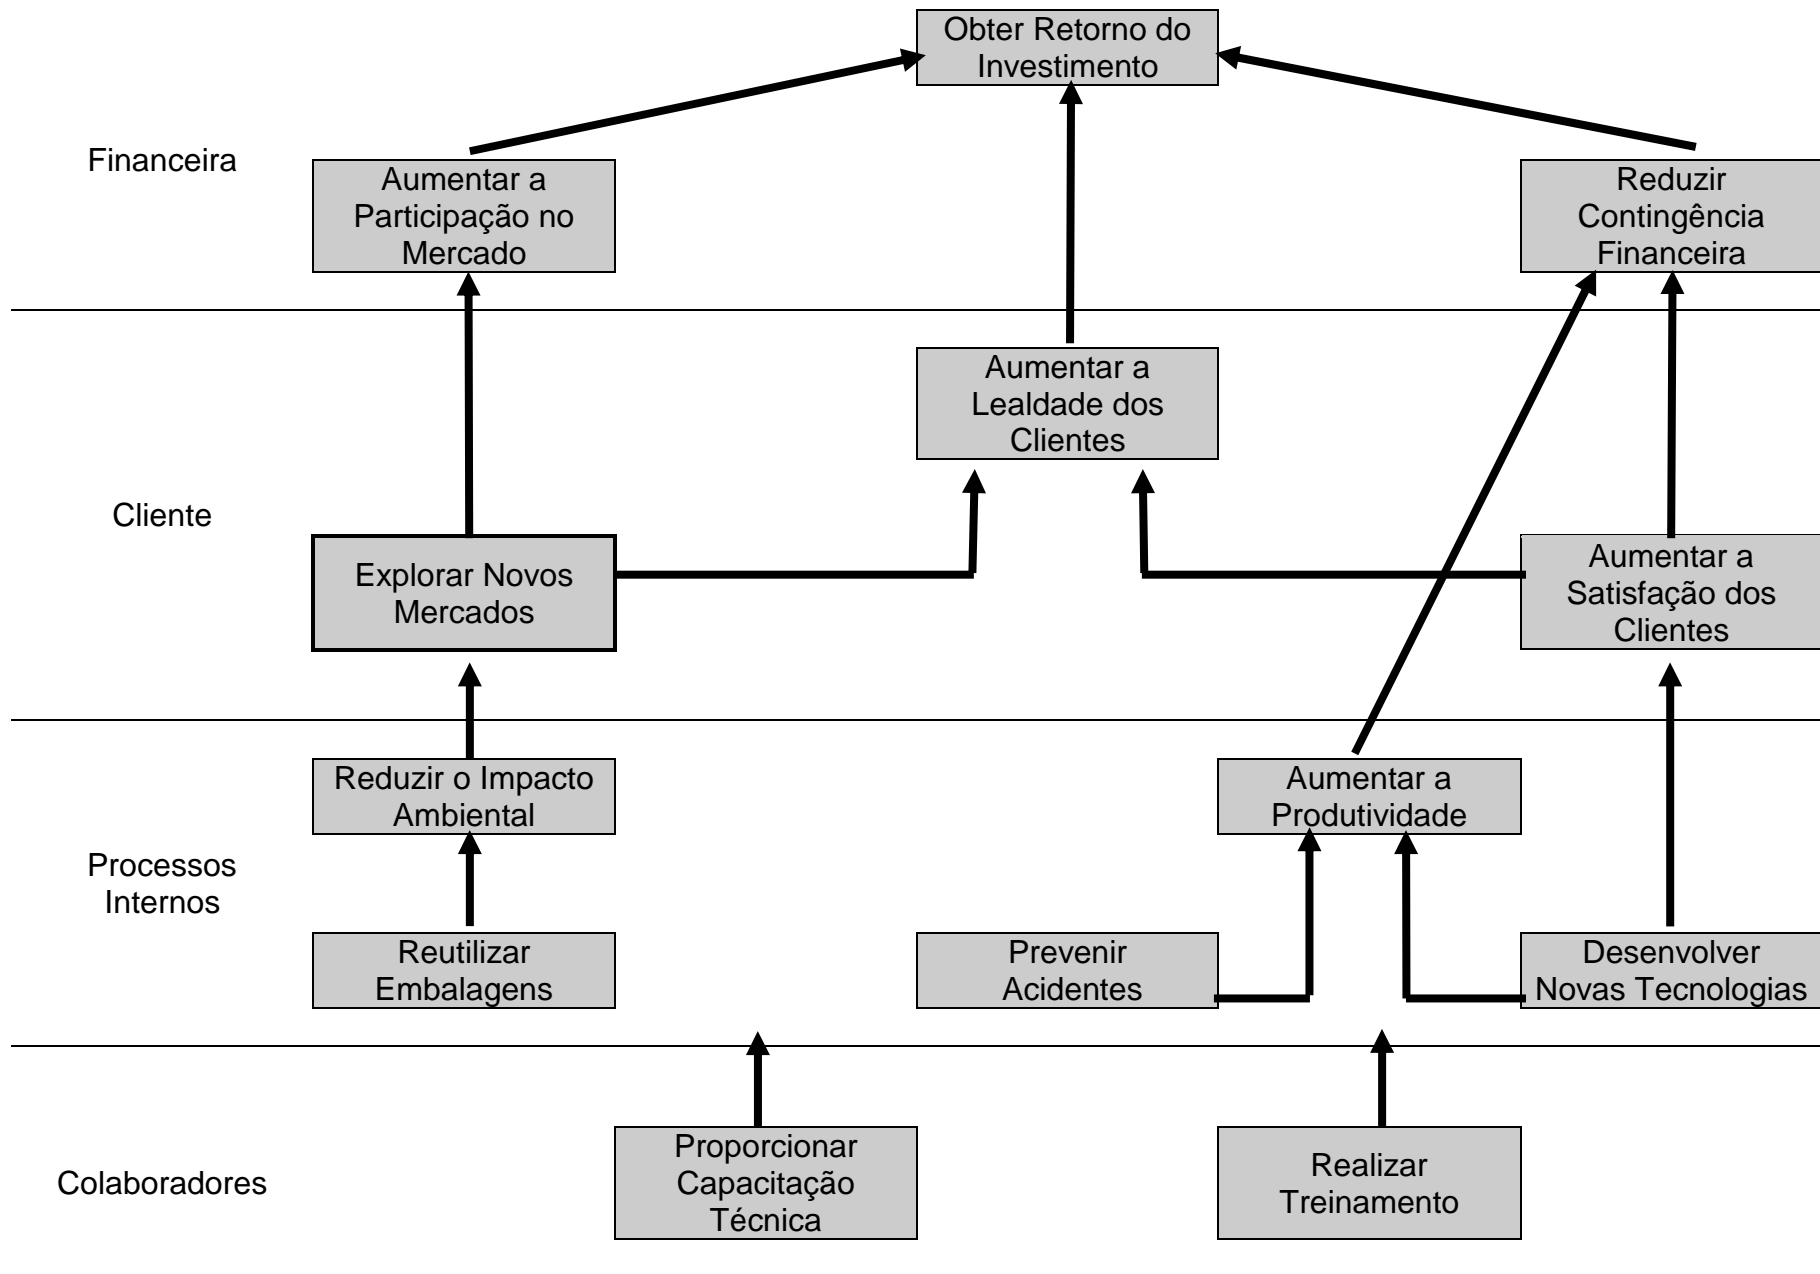 Obter Retorno do
Investimento
Financeira
Aumentar a
Participação no
Mercado
Reduzir
Contingência
Financeira
Aumentar a
Lealdade dos
Clientes
Cliente
Explorar Novos
Mercados
Aumentar a
Satisfação dos
Clientes
Reduzir o Impacto
Ambiental
Aumentar a
Produtividade
Processos
Internos
Reutilizar
Embalagens
Prevenir
Acidentes
Desenvolver
Novas Tecnologias
Colaboradores
Proporcionar
Capacitação
Técnica
Realizar
Treinamento